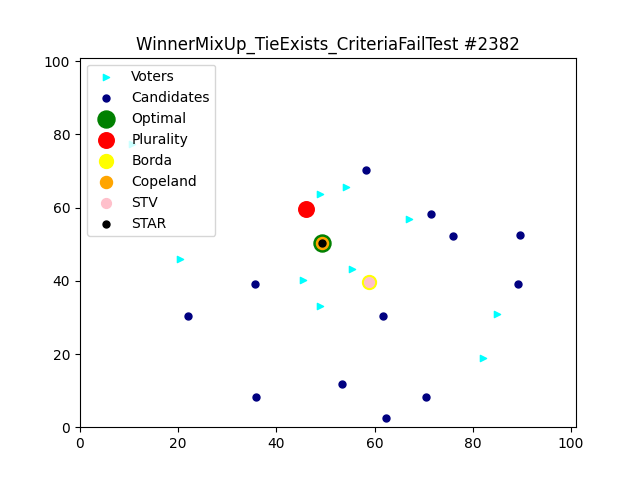 WinnerMixUp_TieExists_CriteriaFailTest #2382
100
80
60
40
20
0
Voters
Candidates
Optimal
Plurality
Borda
Copeland
STV
STAR
0 20 40 60 80 100